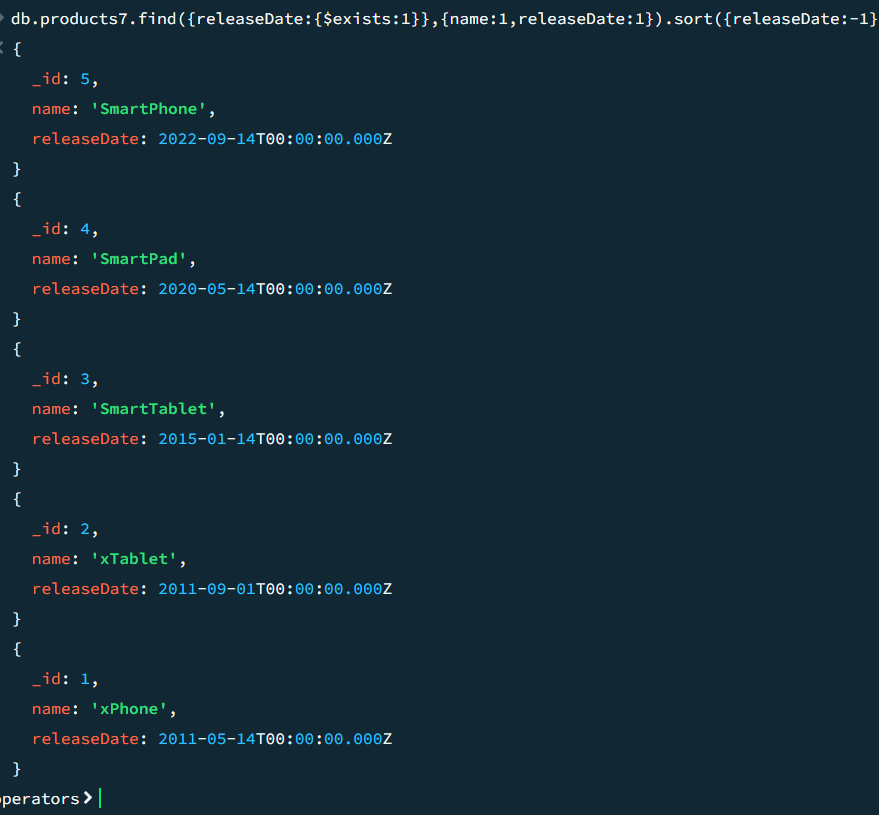 db.products7.find({releaseDate:{$exists:1}},{name:1,releaseDate:1}).sort({releaseDate:-1}
{
_id: 5,
name: 'SmartPhone',
releaseDate: 2022-09-14T00:00:00.000Z
}
{
_id: 4,
name: 'SmartPad',
releaseDate: 2020-05-14T00:00:00.000Z
}
{
_id: 3,
name: 'SmartTablet',
releaseDate: 2015-01-14T00:00:00.000Z
}
{
_id: 2,
name: 'xTablet',
releaseDate: 2011-09-01T00:00:00.000Z
}
{
_id: 1,
name: 'xPhone',
releaseDate: 2011-05-14T00:00:00.000Z
}
operators>